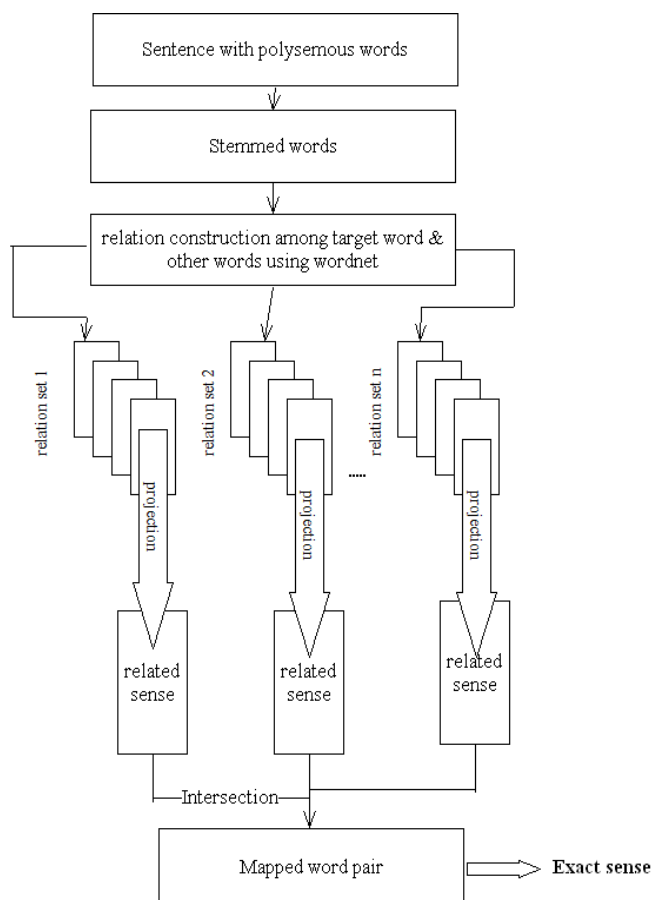 Sentence with polysemous words
Stemmed words
relation construction among target word &
other words using wordnet
relation set 1
relation set 2
relation set n
.....
projection
projection
projection
related
sense
related
sense
related
sense
Intersection
Mapped word pair
Exact sense